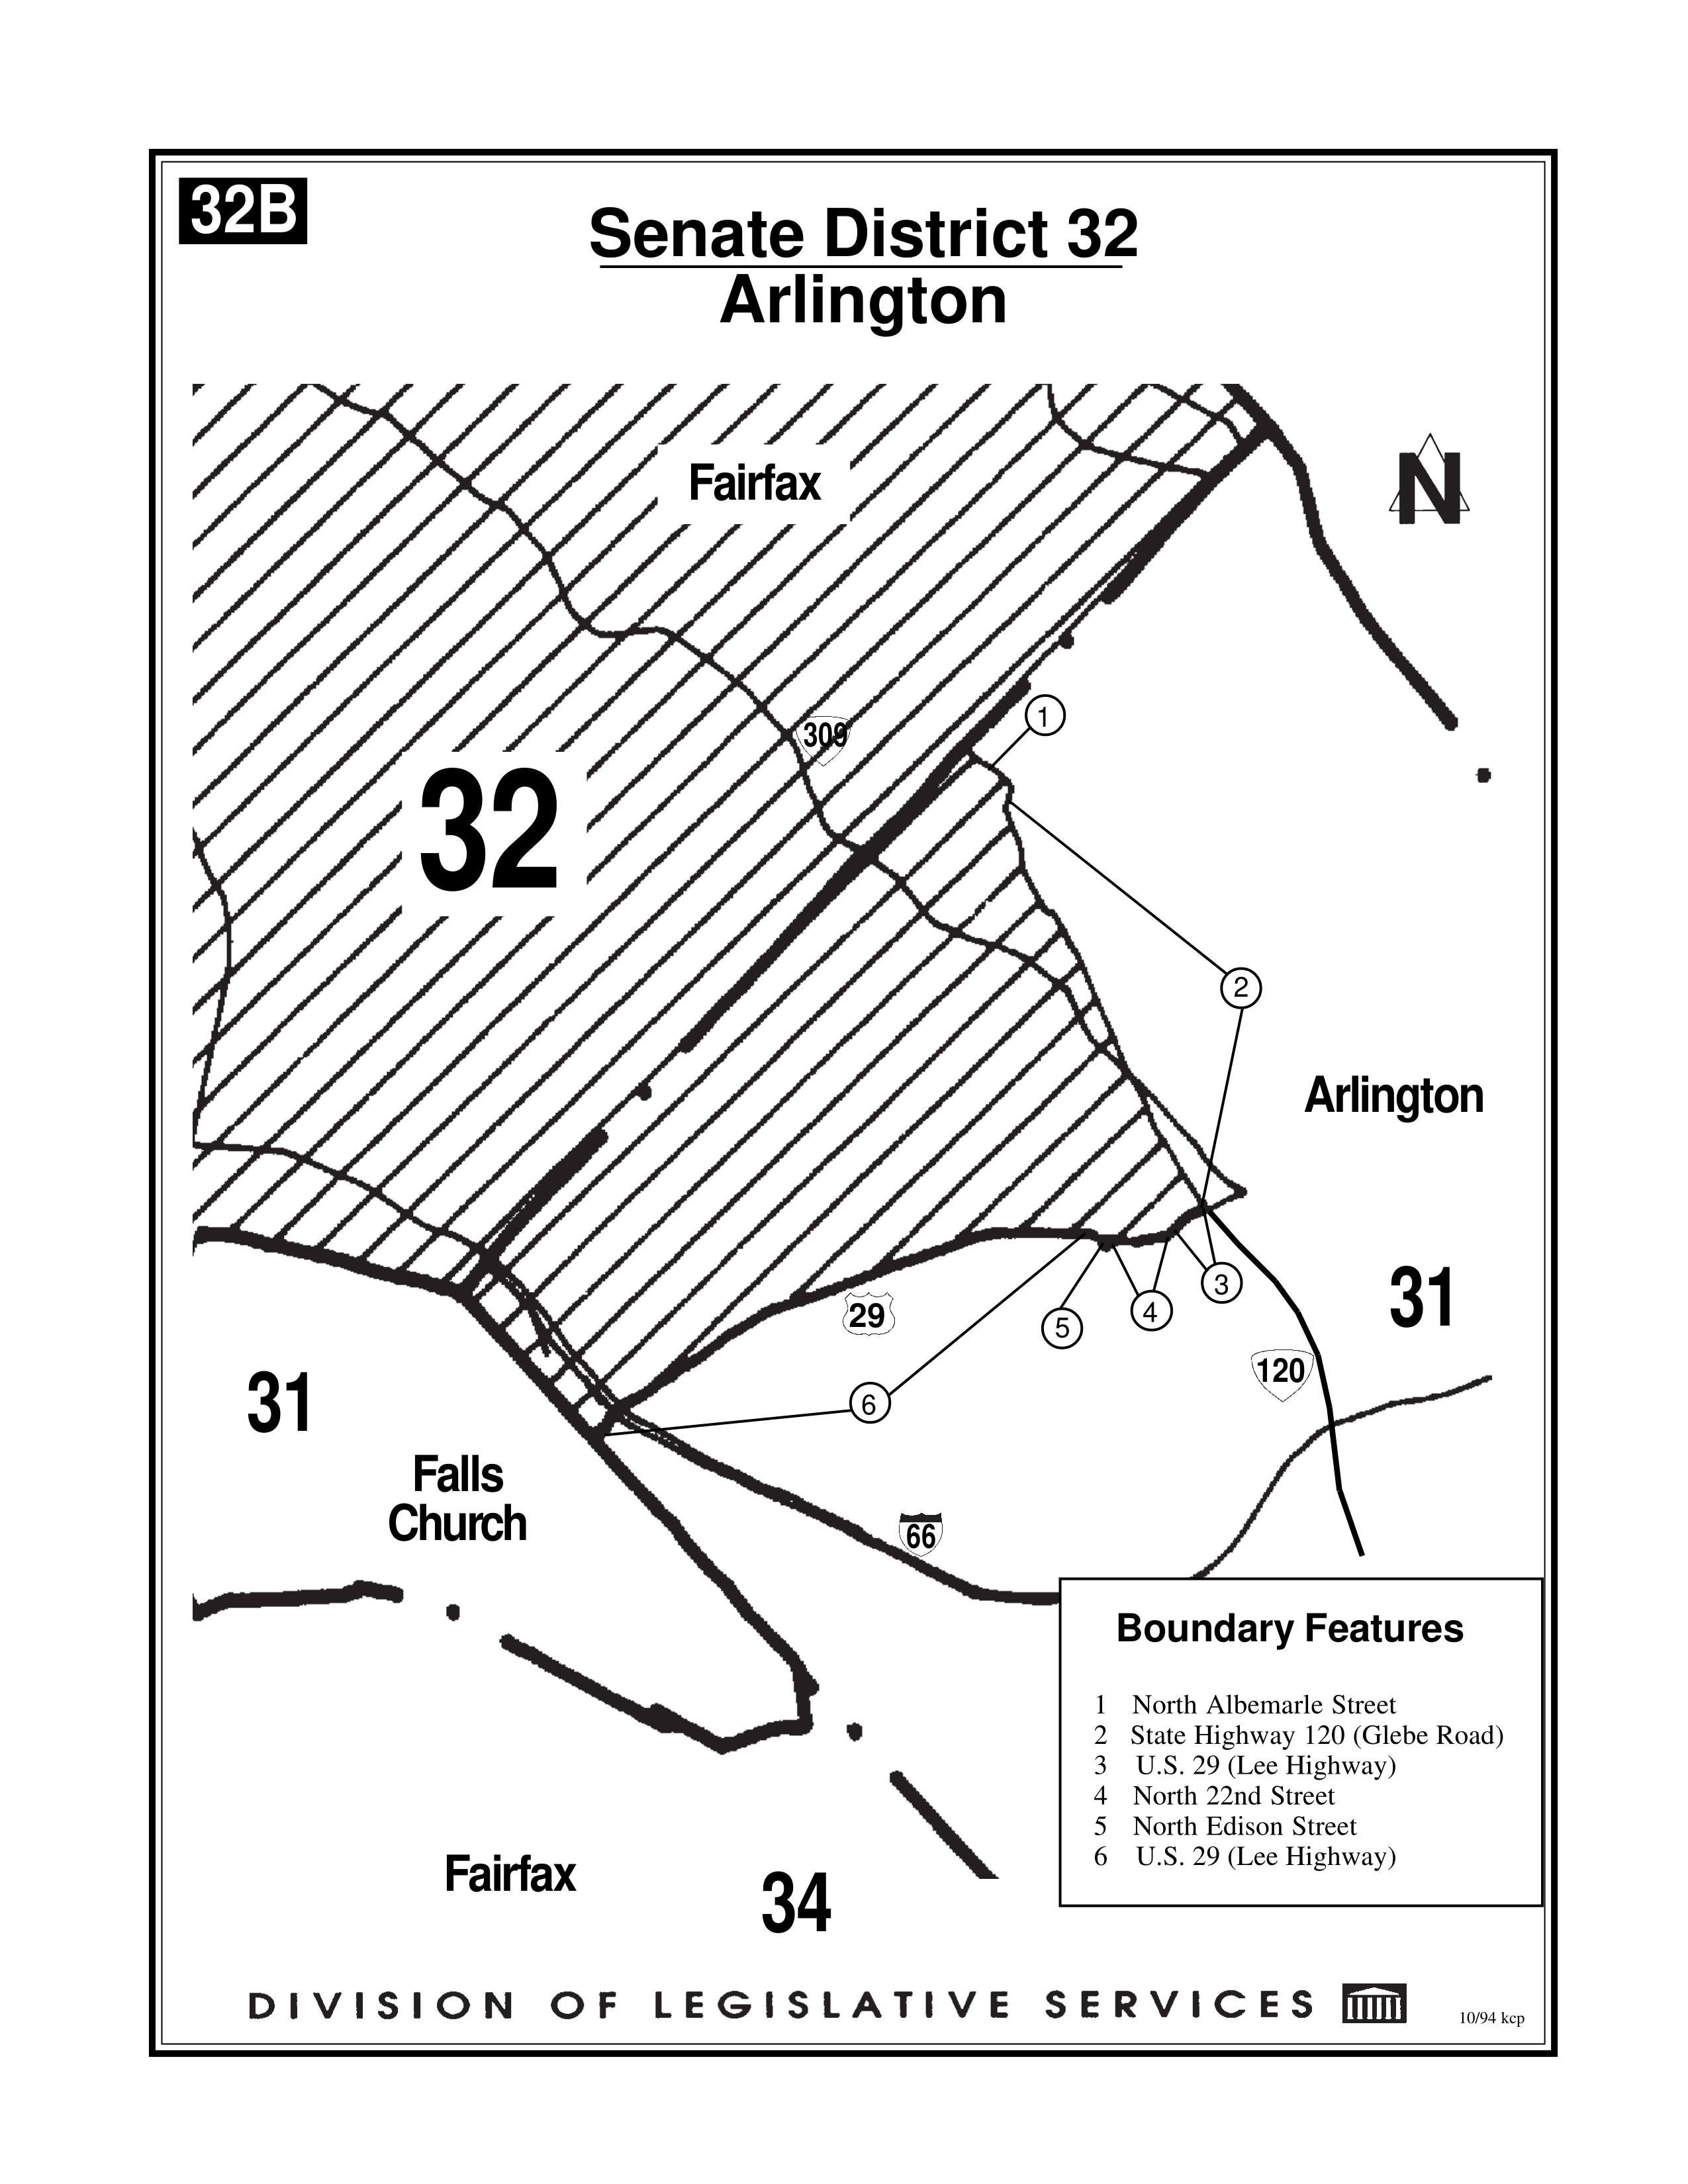 32B
Senate District 32
Arlington
Fairfax
N
1
309
32
2
Arlington
3
31
29
4
5
120
31
6
Falls
Church
66
Boundary Features
1 North Albemarle Street
2 State Highway 120 (Glebe Road)
3 U.S. 29 (Lee Highway)
4 North 22nd Street
5 North Edison Street
6 U.S. 29 (Lee Highway)
Fairfax
34
DIVISION OF LEGISLATIVE SERVICES
10/94 kcp